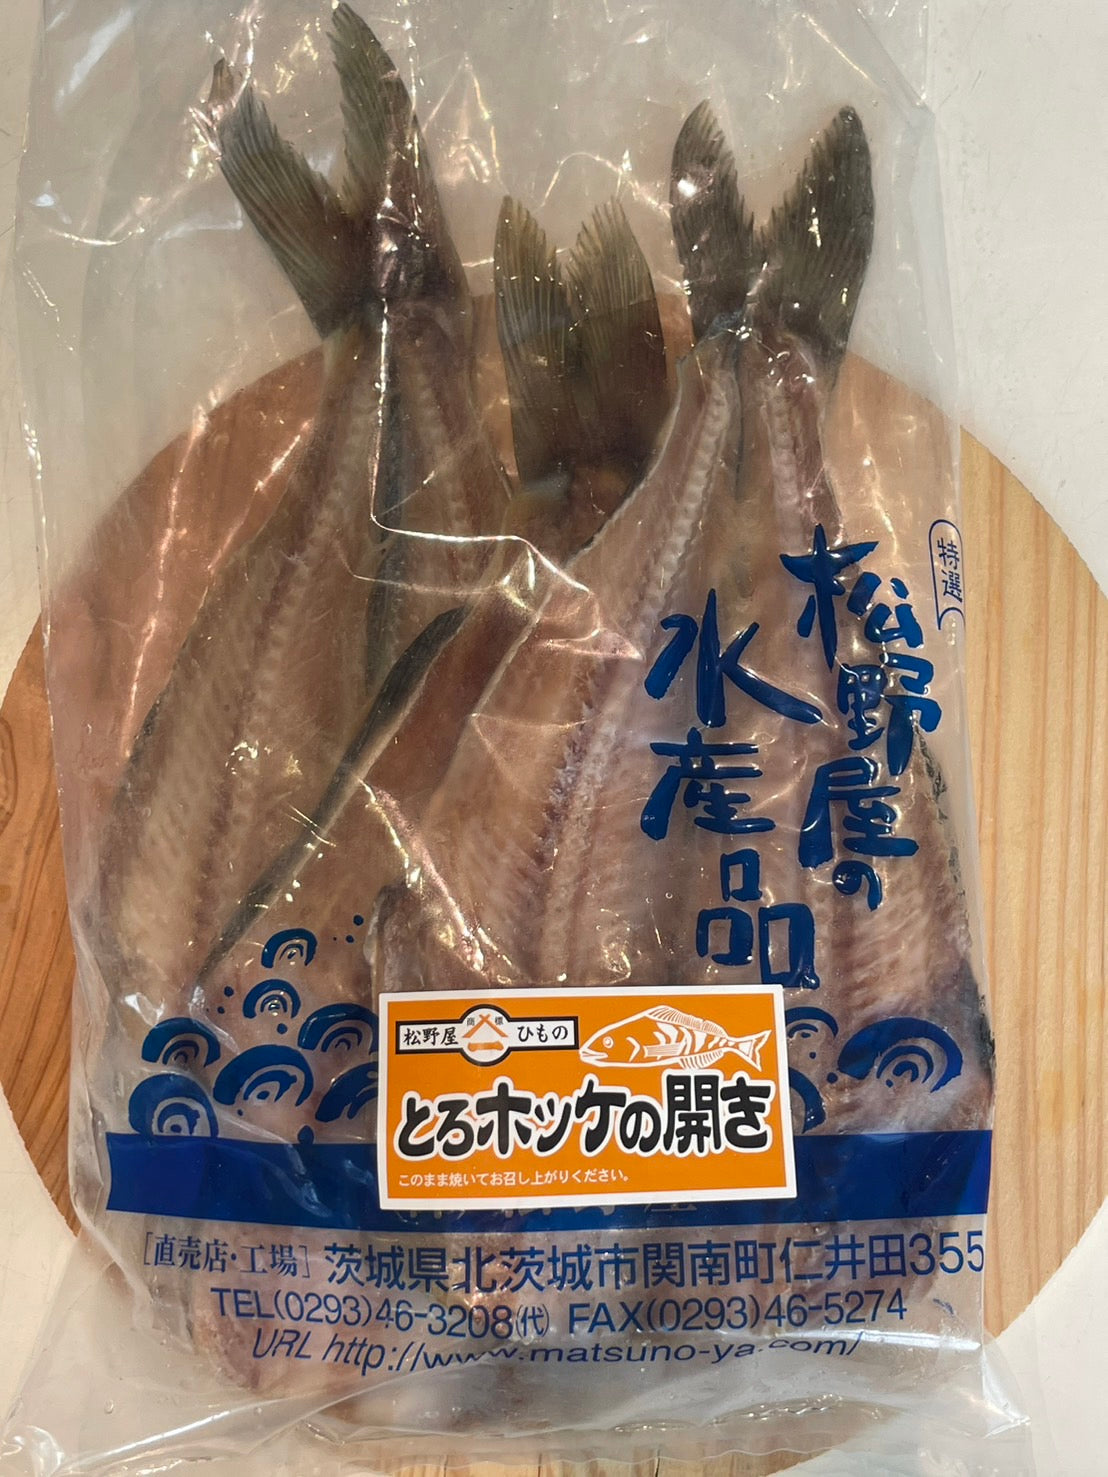 特選
松野屋の
水産品
松野屋 商標 ひもの
とろホッケの開き
このまま焼いてお召し上がりください。
[直売店・工場] 茨城県北茨城市関南町仁井田355
TEL(0293)46-3208(代) FAX(0293)46-5274
URL http://www.matsuno-ya.com/